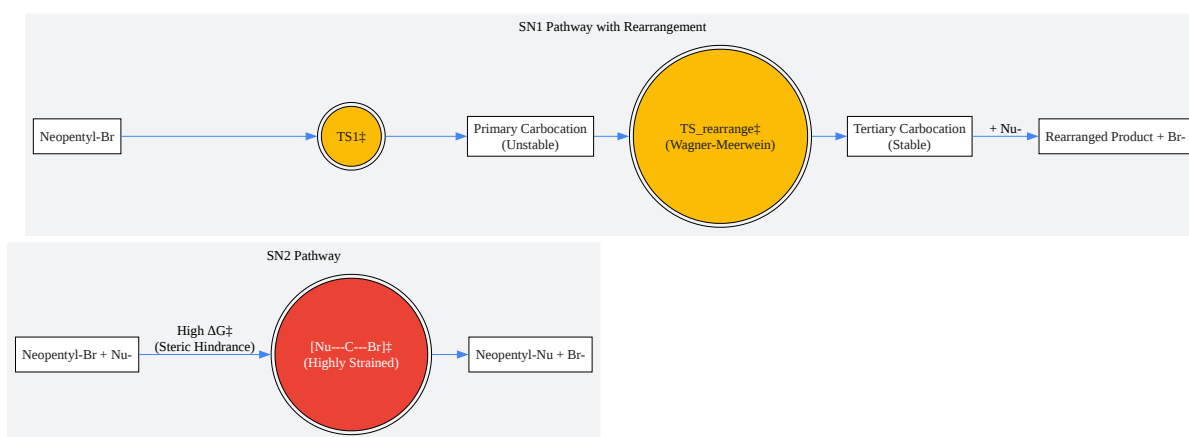 SN1 Pathway with Rearrangement
Neopentyl-Br
TS1‡
Primary Carbocation
(Unstable)
TS_rearrange‡
(Wagner-Meerwein)
Tertiary Carbocation
(Stable)
+ Nu-
Rearranged Product + Br-
SN2 Pathway
Neopentyl-Br + Nu-
High ΔG‡
(Steric Hindrance)
[Nu---C---Br]‡
(Highly Strained)
Neopentyl-Nu + Br-